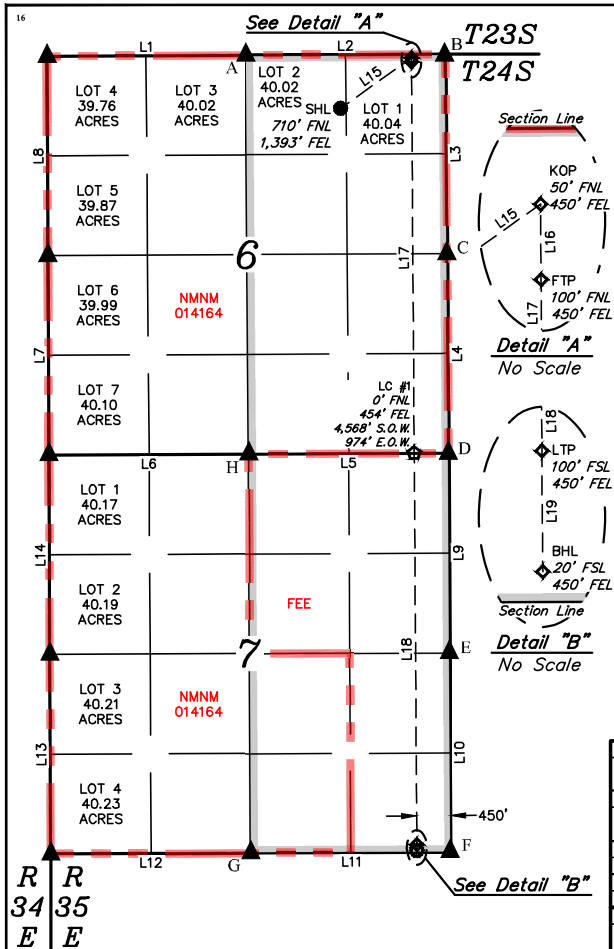 16
See Detail "A"
T23S
T24S
L1
L2
A
B
L15
LOT 4
39.76
ACRES
LOT 3
40.02
ACRES
LOT 2
40.02
ACRES
LOT 1
40.04
ACRES
SHL
710' FNL
1,393' FEL
L8
L3
LOT 5
39.87
ACRES
6
L17
C
LOT 6
39.99
ACRES
NMNM
014164
L7
L4
LOT 7
40.10
ACRES
LC #1
0' FNL
454' FEL
4,568' S.O.W.
974' E.O.W.
L6
H
L5
D
LOT 1
40.17
ACRES
L14
L9
LOT 2
40.19
ACRES
FEE
7
L18
E
LOT 3
40.21
ACRES
NMNM
014164
L13
L10
LOT 4
40.23
ACRES
450'
L12
G
L11
F
See Detail "B"
R
34
E
R
35
E
Section Line
KOP
50' FNL
450' FEL
L15
L16
FTP
100' FNL
450' FEL
L17
Detail "A"
No Scale
L18
LTP
100' FSL
450' FEL
L19
BHL
20' FSL
450' FEL
Section Line
Detail "B"
No Scale